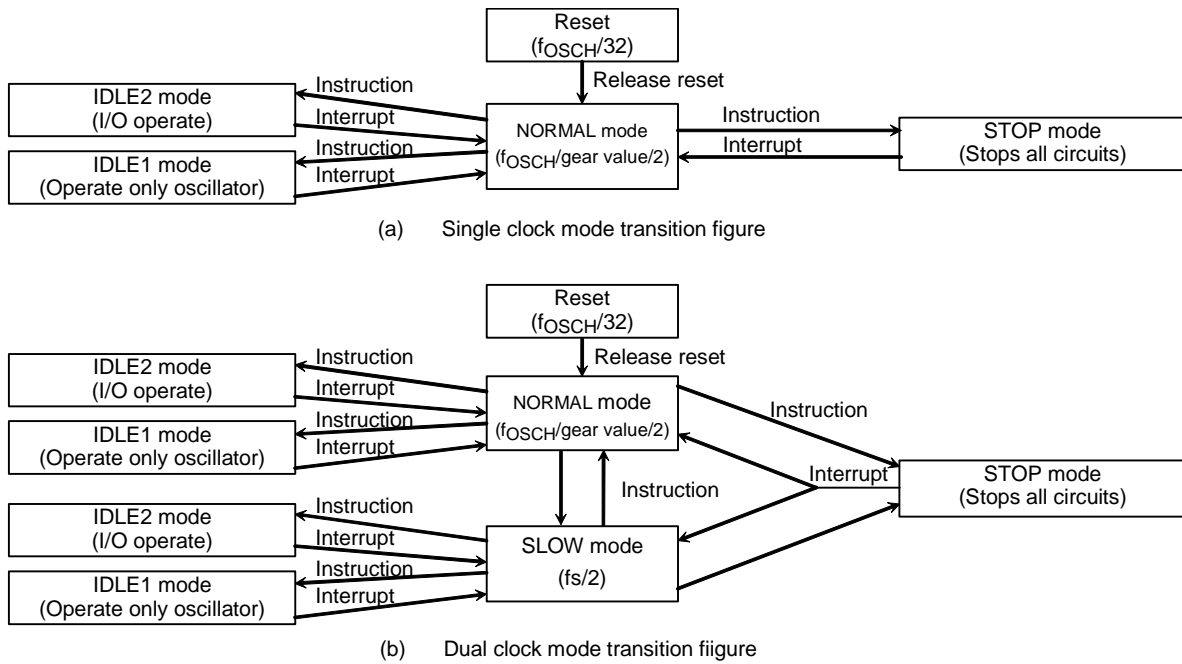 Reset
(fOSCH/32)
Release reset
IDLE2 mode
(I/O operate)
Instruction
Interrupt
IDLE1 mode
(Operate only oscillator)
Instruction
Interrupt
NORMAL mode
(fOSCH/gear value/2)
Instruction
Interrupt
STOP mode
(Stops all circuits)
(a) Single clock mode transition figure
Reset
(fOSCH/32)
Release reset
IDLE2 mode
(I/O operate)
Instruction
Interrupt
IDLE1 mode
(Operate only oscillator)
Instruction
Interrupt
NORMAL mode
(fOSCH/gear value/2)
Instruction
Interrupt
STOP mode
(Stops all circuits)
Instruction
IDLE2 mode
(I/O operate)
Instruction
Interrupt
IDLE1 mode
(Operate only oscillator)
Instruction
Interrupt
SLOW mode
(fs/2)
(b) Dual clock mode transition fiigure